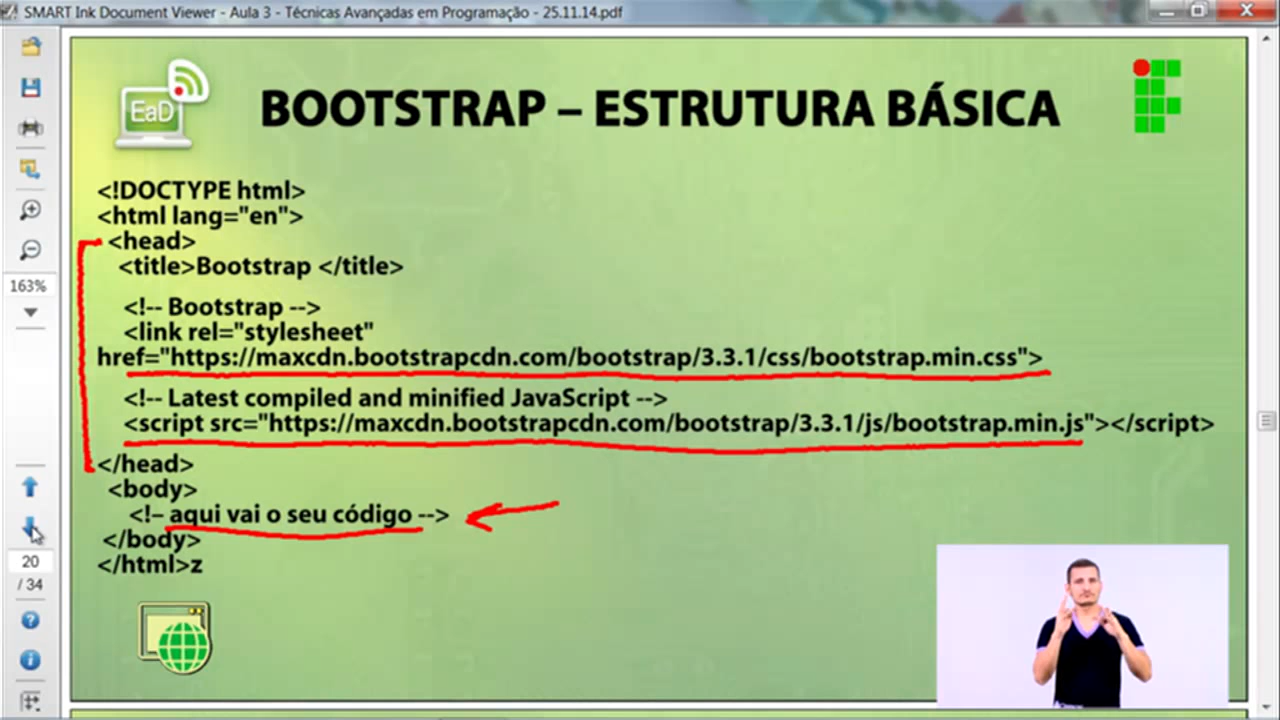 SMART Ink Document Viewer - Aula 3 - Técnicas Avançadas em Programação - 25.11.14.pdf
EaD
BOOTSTRAP – ESTRUTURA BÁSICA
<!DOCTYPE html>
<html lang="en">
<head>
<title>Bootstrap </title>
<!-- Bootstrap -->
<link rel="stylesheet"
href="https://maxcdn.bootstrapcdn.com/bootstrap/3.3.1/css/bootstrap.min.css">
<!-- Latest compiled and minified JavaScript -->
<script src="https://maxcdn.bootstrapcdn.com/bootstrap/3.3.1/js/bootstrap.min.js"></script>
</head>
<body>
<!– aqui vai o seu código -->
</body>
</html>z
163%
20
/ 34